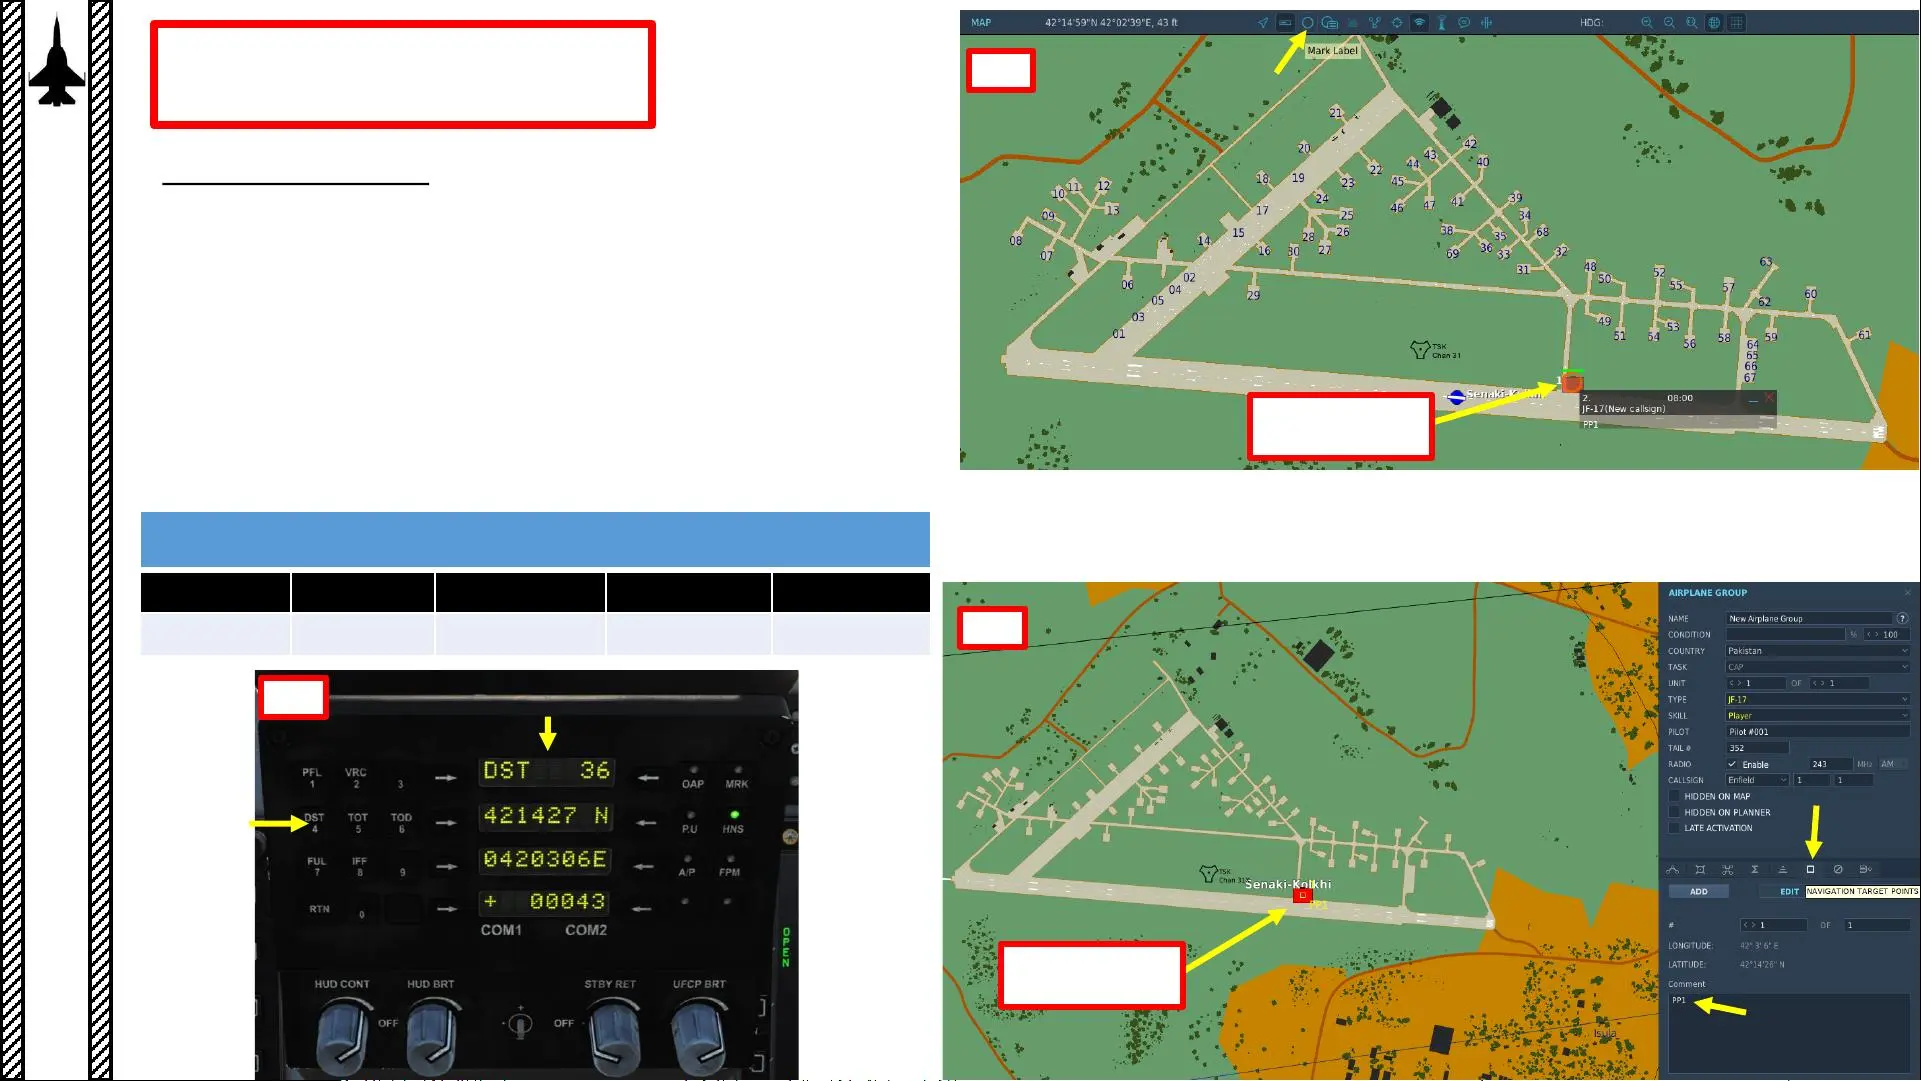 MAP 42°14'59"N 42°02'39"E, 43 ft HDG:
Mark Label
21
42
20
43
40
44
22
19
18
45
23
11
12
10
24
39
41
47
46
17
13
25
34
09
38
35
68
26
15
28
14
08
36
16
30
27
69
33
32
07
31
63
48
52
02
50
06
55
57
04
29
60
62
05
03
49
53
01
61
51
54
58
59
56
64
TSK
Chan 31
65
66
67
1
Senaki-K
2. 08:00
JF-17(New callsign)
PP1
AIRPLANE GROUP
NAME New Airplane Group ?
CONDITION % < > 100
COUNTRY Pakistan
TASK CAP
UNIT < > 1 OF < > 1
TYPE JF-17
SKILL Player
PILOT Pilot #001
TAIL # 352
RADIO Enable 243 MHz AM
CALLSIGN Enfield 1 1
HIDDEN ON MAP
HIDDEN ON PLANNER
LATE ACTIVATION
ADD EDIT NAVIGATION TARGET POINTS
# < > 1 OF 1
LONGITUDE: 42° 3' 6" E
LATITUDE: 42°14'26" N
Comment
PP1
TSK
Chan 31X
Senaki-Kolkhi
PP1
Isula
DST 36
PFL VRC
1 2 3
OAP MRK
421427 N
DST TOT TOD
4 5 6
P.U HNS
0420306E
FUL IFF
7 8 9
A/P FPM
+ 00043
RTN 0
COM1 COM2
OPEN
HUD CONT HUD BRT STBY RET UFCP BRT
OFF + - OFF